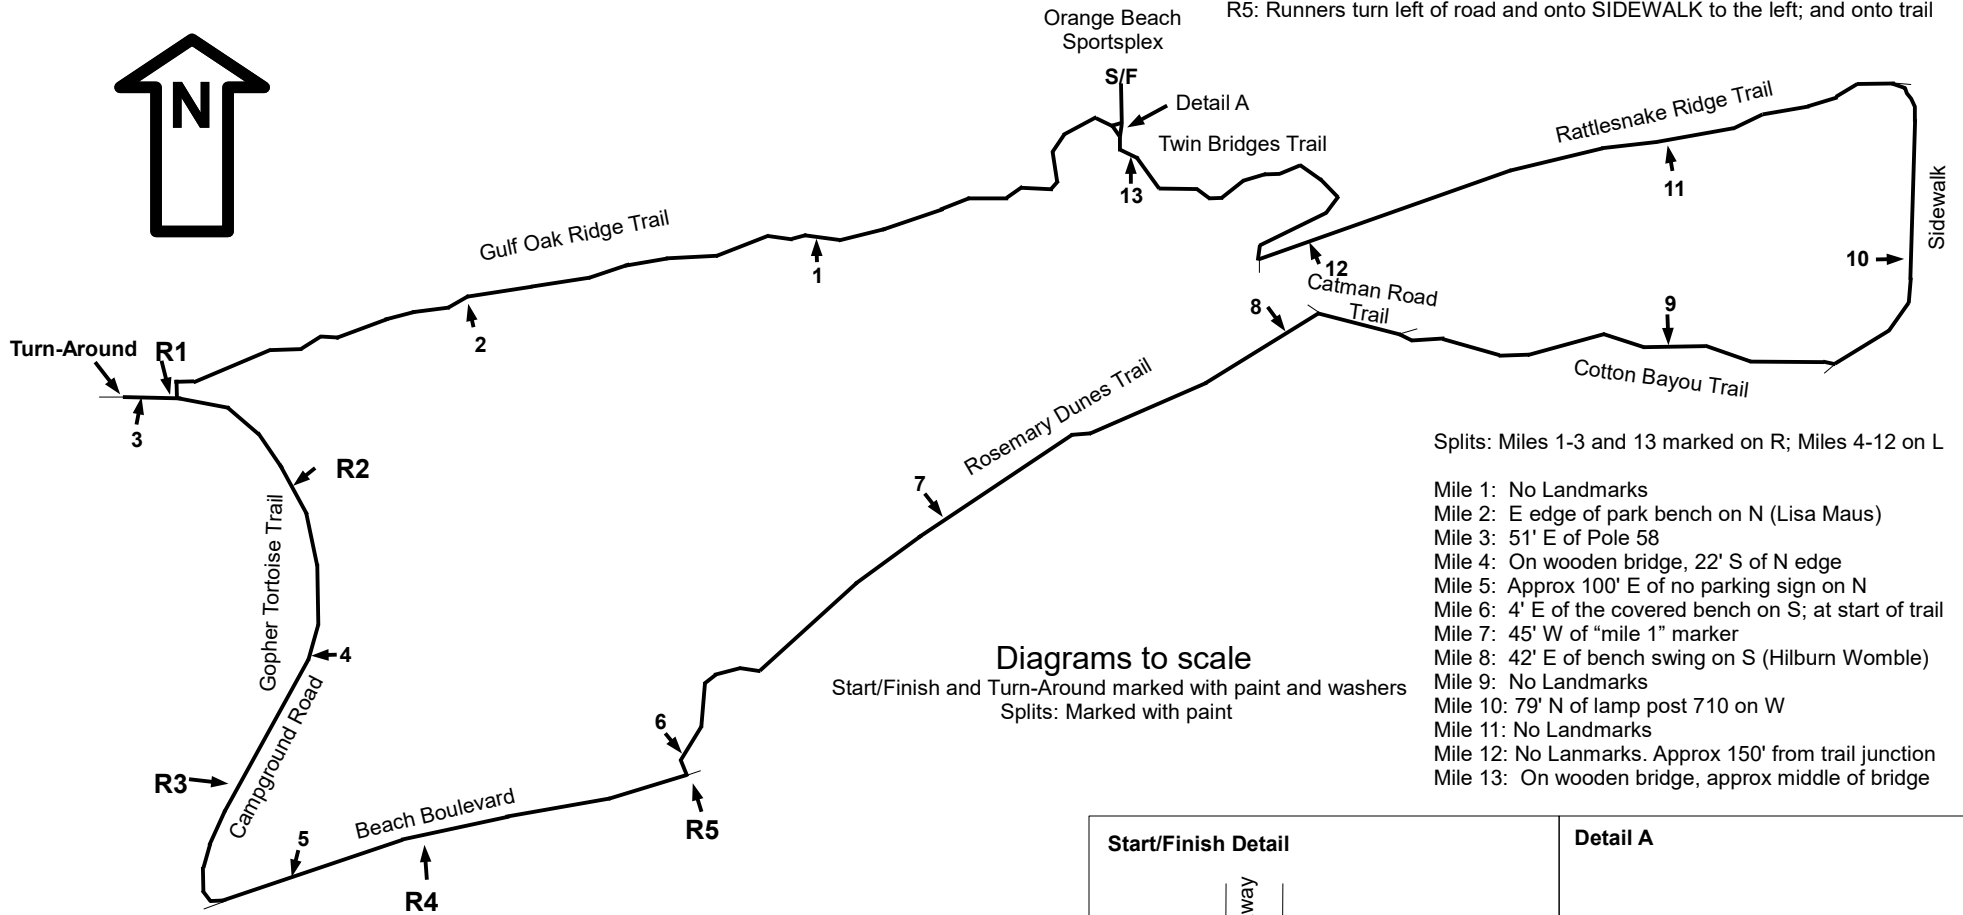 Orange Beach
Sportsplex
R5: Runners turn left of road and onto SIDEWALK to the left; and onto trail
N
S/F
Detail A
Twin Bridges Trail
Rattlesnake Ridge Trail
13
11
Sidewalk
Gulf Oak Ridge Trail
1
10
12
Catman Road
Trail
8
9
2
Turn-Around
R1
Cotton Bayou Trail
3
Rosemary Dunes Trail
R2
7
Gopher Tortoise Trail
4
Splits: Miles 1-3 and 13 marked on R; Miles 4-12 on L
Mile 1: No Landmarks
Mile 2: E edge of park bench on N (Lisa Maus)
Mile 3: 51' E of Pole 58
Mile 4: On wooden bridge, 22' S of N edge
Mile 5: Approx 100' E of no parking sign on N
Mile 6: 4' E of the covered bench on S; at start of trail
Mile 7: 45' W of “mile 1” marker
Mile 8: 42' E of bench swing on S (Hilburn Womble)
Mile 9: No Landmarks
Mile 10: 79' N of lamp post 710 on W
Mile 11: No Landmarks
Mile 12: No Lanmarks. Approx 150' from trail junction
Mile 13: On wooden bridge, approx middle of bridge
Diagrams to scale
Start/Finish and Turn-Around marked with paint and washers
Splits: Marked with paint
6
R3
Campground Road
Beach Boulevard
5
R5
R4
Start/Finish Detail
way
Detail A